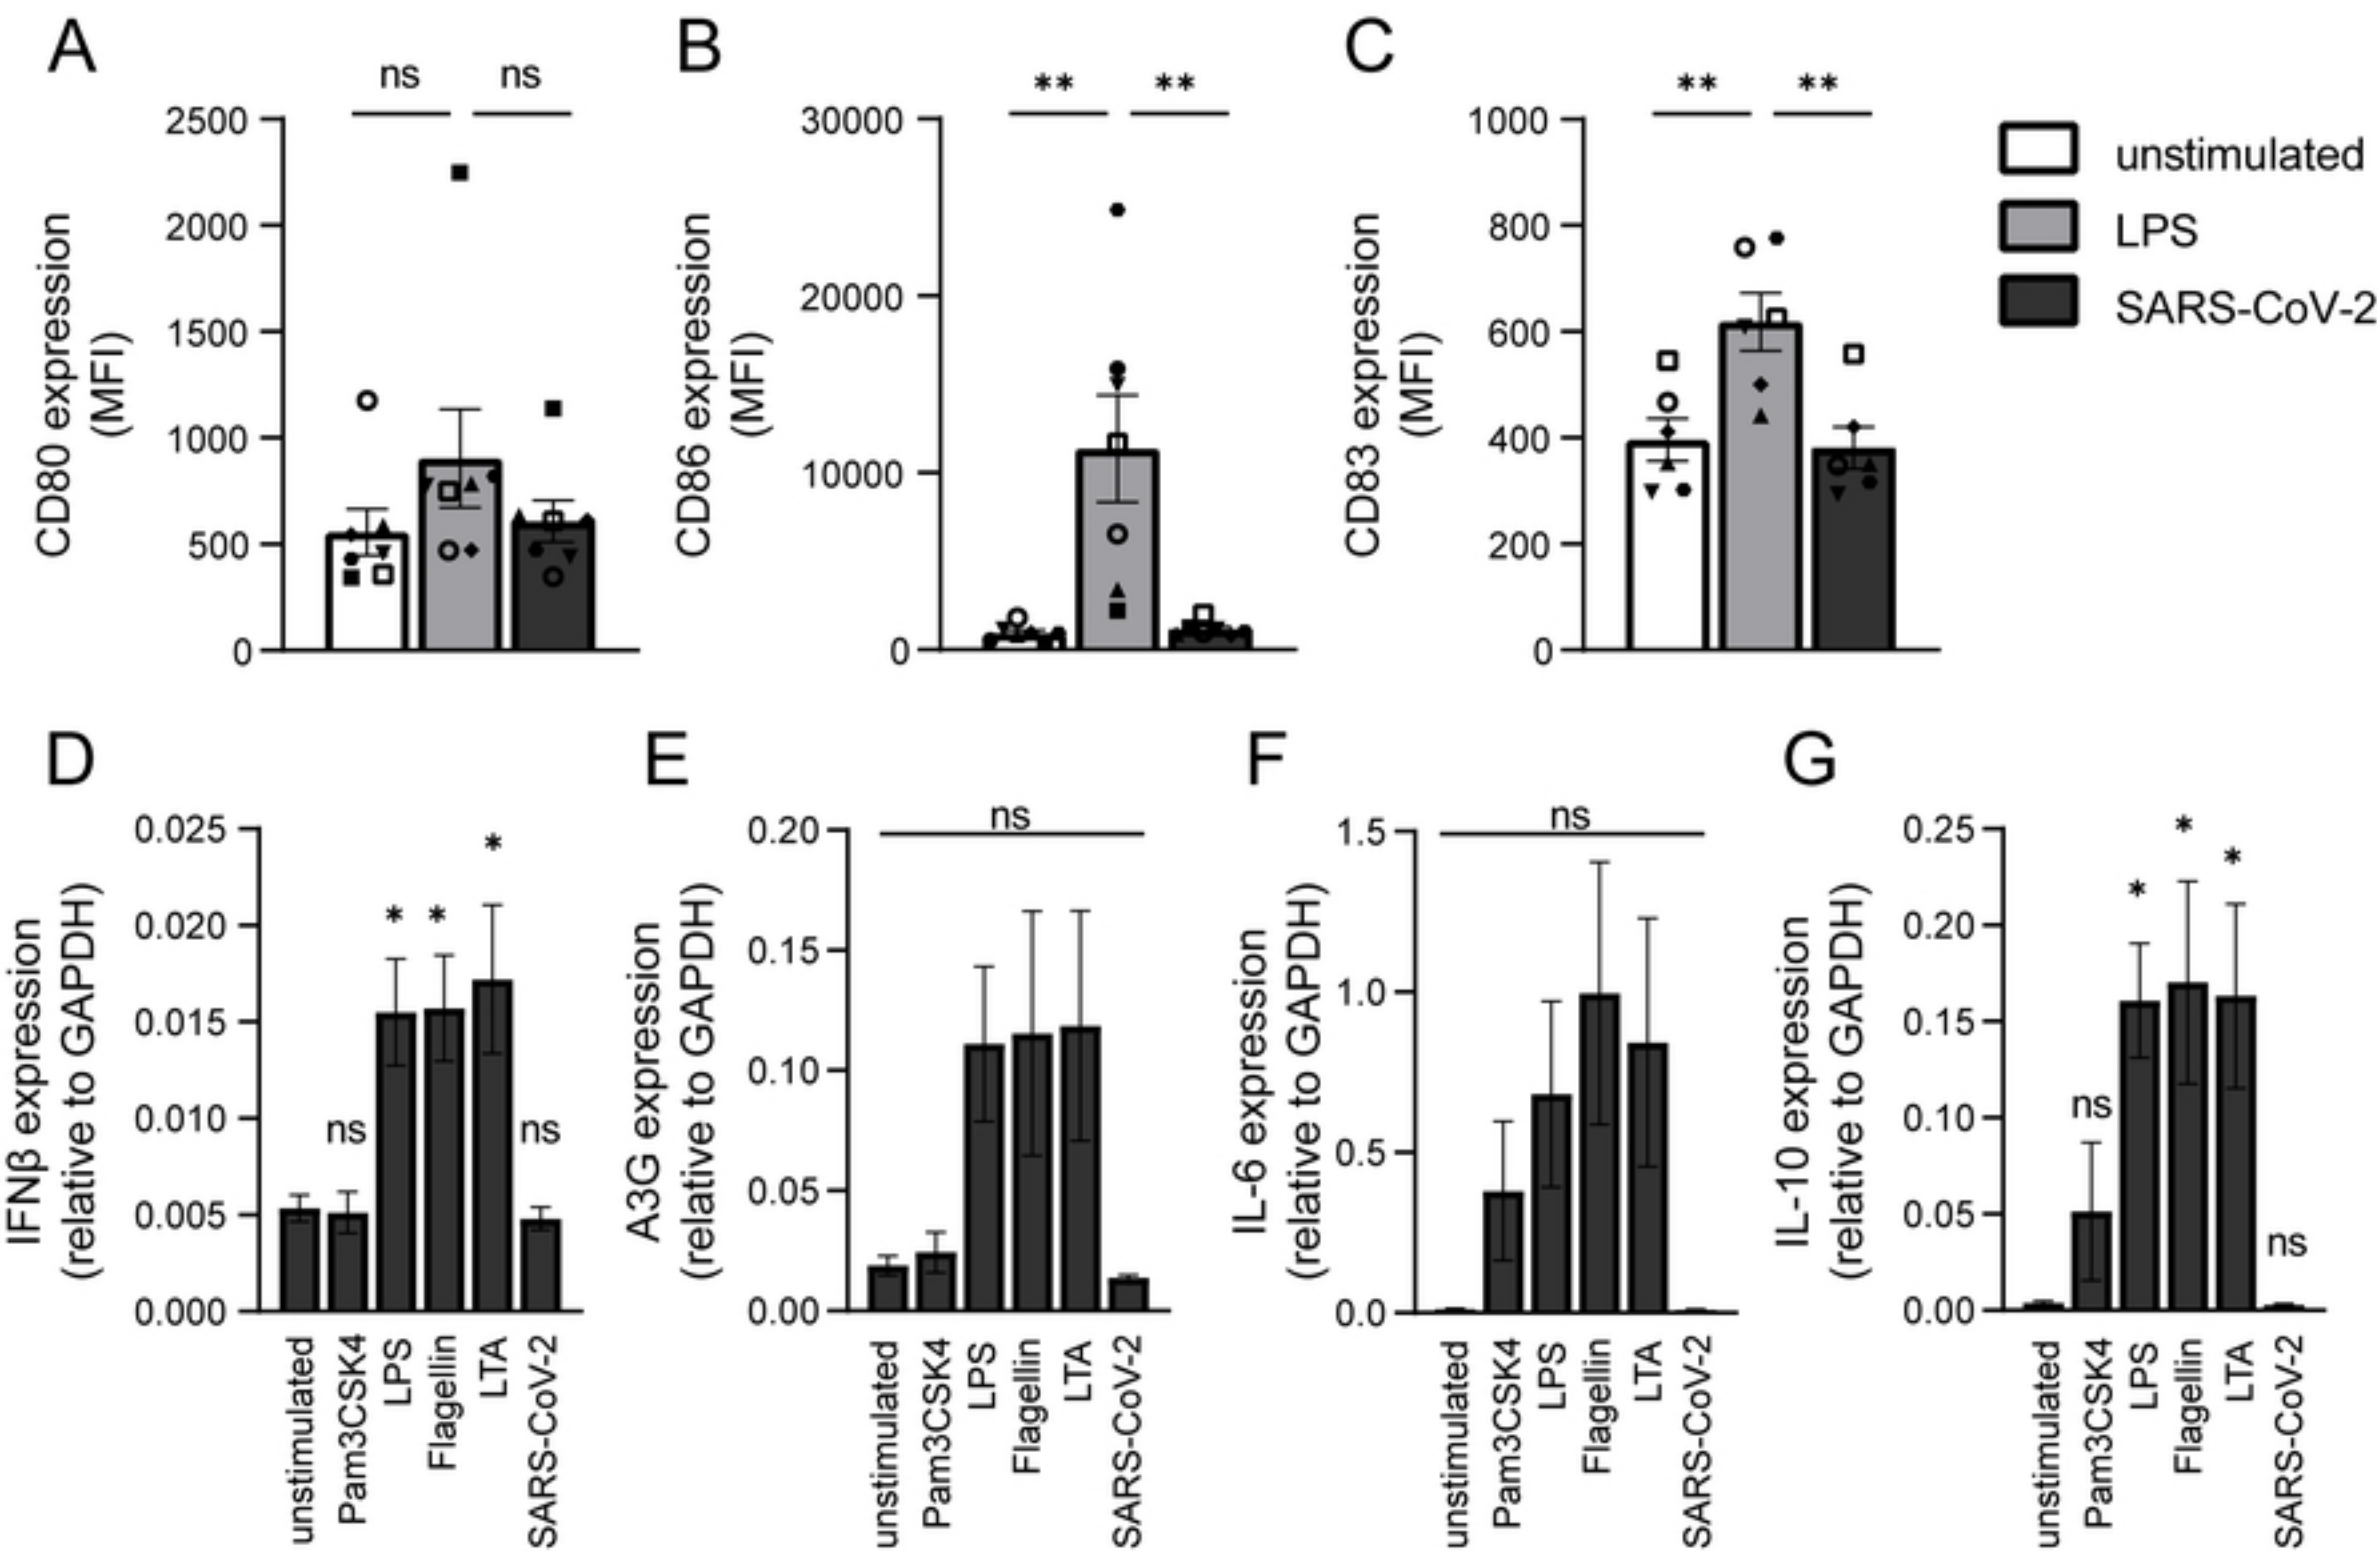 A
ns ns
2500
2000
1500
1000
500
0
CD80 expression
(MFI)
B
** **
30000
20000
10000
0
CD86 expression
(MFI)
C
** **
1000
800
600
400
200
0
CD83 expression
(MFI)
unstimulated
LPS
SARS-CoV-2
D
0.025
0.020
0.015
0.010
0.005
0.000
IFNβ expression
(relative to GAPDH)
ns * * * ns
unstimulated
Pam3CSK4
LPS
Flagellin
LTA
SARS-CoV-2
E
ns
0.20
0.15
0.10
0.05
0.00
A3G expression
(relative to GAPDH)
unstimulated
Pam3CSK4
LPS
Flagellin
LTA
SARS-CoV-2
F
ns
1.5
1.0
0.5
0.0
IL-6 expression
(relative to GAPDH)
unstimulated
Pam3CSK4
LPS
Flagellin
LTA
SARS-CoV-2
G
0.25
0.20
0.15
0.10
0.05
0.00
IL-10 expression
(relative to GAPDH)
ns * * * ns
unstimulated
Pam3CSK4
LPS
Flagellin
LTA
SARS-CoV-2